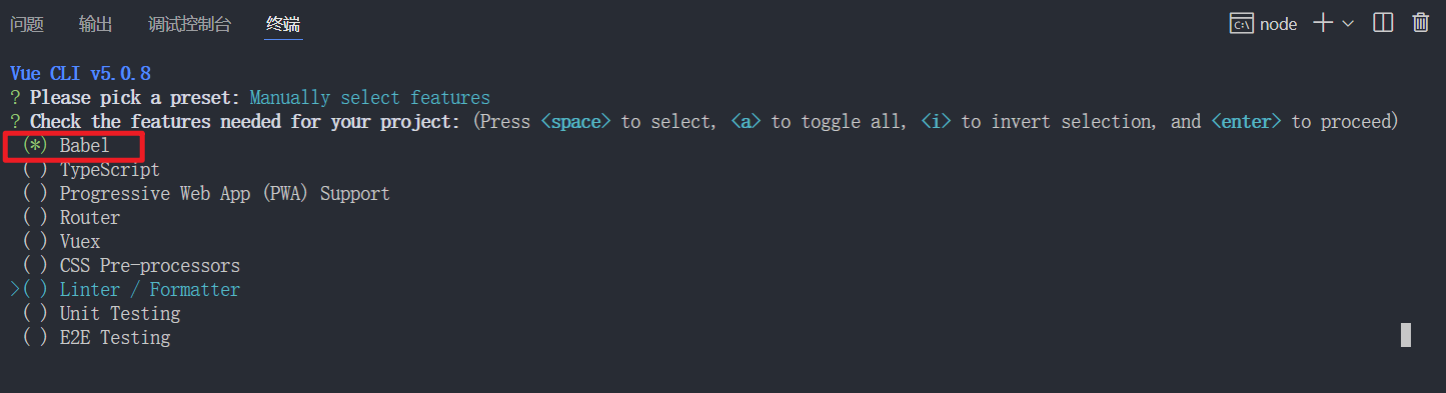 问题 输出 调试控制台 终端 node
Vue CLI v5.0.8
? Please pick a preset: Manually select features
? Check the features needed for your project: (Press <space> to select, <a> to toggle all, <i> to invert selection, and <enter> to proceed)
(*) Babel
( ) TypeScript
( ) Progressive Web App (PWA) Support
( ) Router
( ) Vuex
( ) CSS Pre-processors
>( ) Linter / Formatter
( ) Unit Testing
( ) E2E Testing